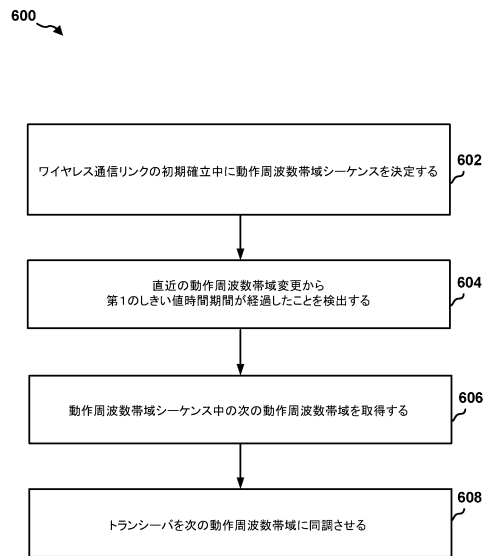 600
ワイヤレス通信リンクの初期確立中に動作周波数帯域シーケンスを決定する
602
直近の動作周波数帯域変更から
第1のしきい値時間期間が経過したことを検出する
604
動作周波数帯域シーケンス中の次の動作周波数帯域を取得する
606
トランシーバを次の動作周波数帯域に同調させる
608